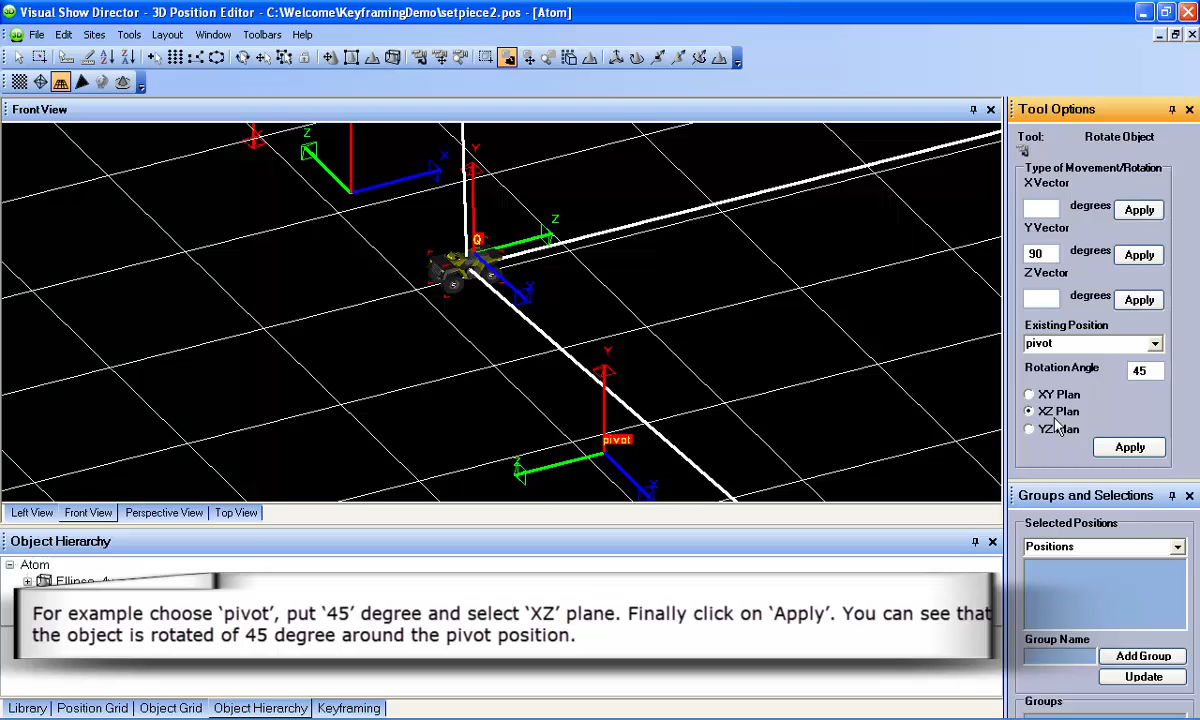 Visual Show Director - 3D Position Editor - C:\Welcome\KeyframingDemo\setpiece2.pos - [Atom]
File Edit Sites Tools Layout Window Toolbars Help
Front View
Tool Options
Tool: Rotate Object
Type of Movement/Rotation
X Vector
degrees Apply
Y Vector
90 degrees Apply
Z Vector
degrees Apply
Existing Position
pivot
Rotation Angle 45
XY Plan
XZ Plan
YZ Plan
Apply
Z
X
Y
Z
Q
X
Y
pivot
Z
X
Left View Front View Perspective View Top View
Groups and Selections
Selected Positions
Positions
Group Name
Add Group
Update
Groups
Object Hierarchy
Atom
For example choose ‘pivot’, put ‘45’ degree and select ‘XZ’ plane. Finally click on ‘Apply’. You can see that
the object is rotated of 45 degree around the pivot position.
Library Position Grid Object Grid Object Hierarchy Keyframing